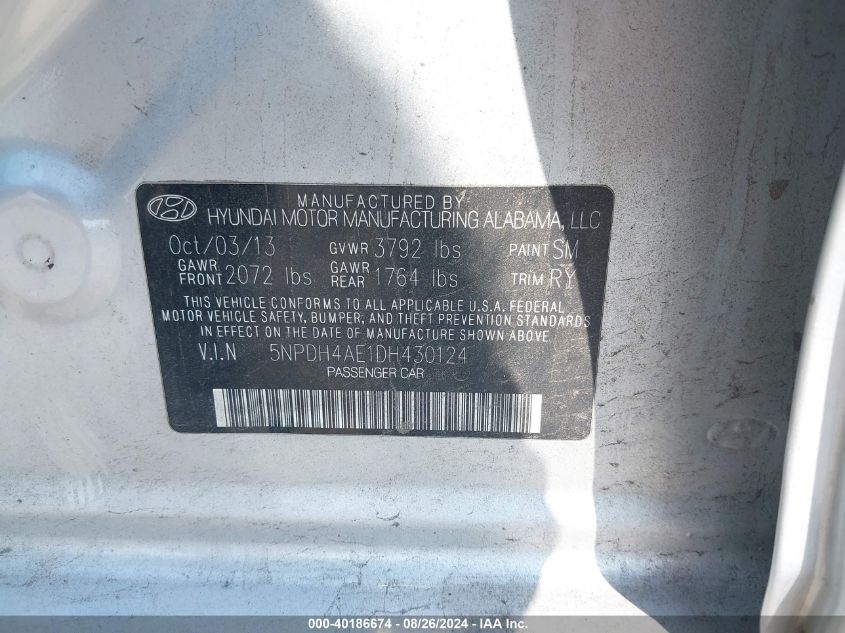 MANUFACTURED BY
HYUNDAI MOTOR MANUFACTURING ALABAMA, LLC
Oct/03/13 GVWR 3792 lbs PAINT SM
GAWR FRONT 2072 lbs GAWR REAR 1764 lbs TRIM RY
THIS VEHICLE CONFORMS TO ALL APPLICABLE U.S.A. FEDERAL
MOTOR VEHICLE SAFETY, BUMPER, AND THEFT PREVENTION STANDARDS
IN EFFECT ON THE DATE OF MANUFACTURE SHOWN ABOVE.
V.I.N 5NPDH4AE1DH430124
PASSENGER CAR
000-40186674 - 08/26/2024 - IAA Inc.